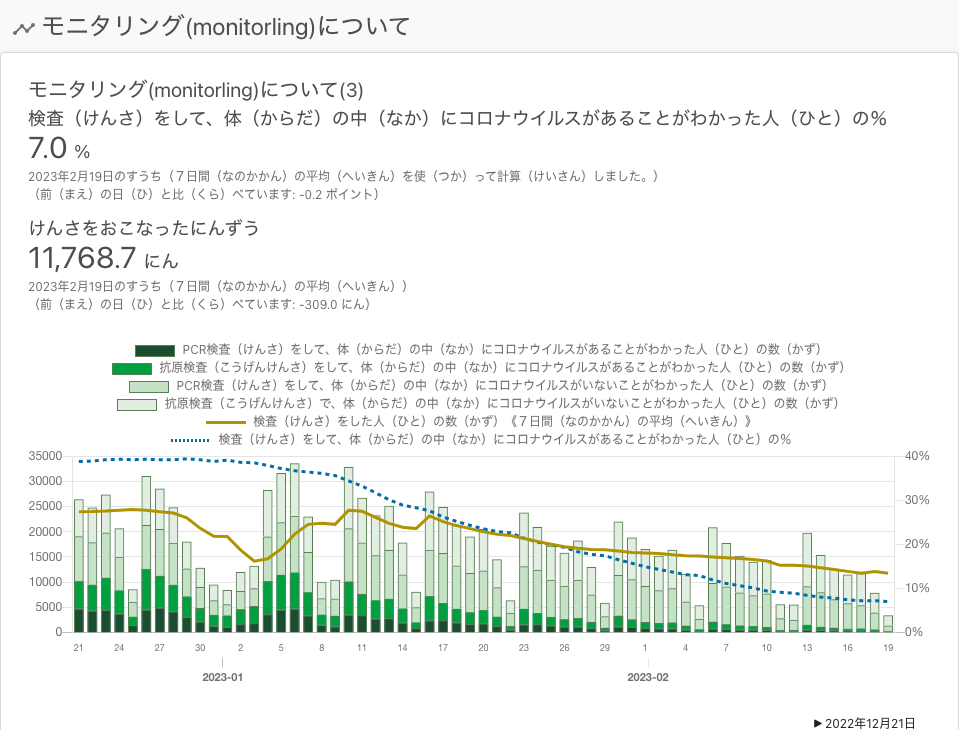 モニタリング(monitorling)について
モニタリング(monitorling)について(3)
検査（けんさ）をして、体（からだ）の中（なか）にコロナウイルスがあることがわかった人（ひと）の%
7.0 %
2023年2月19日のすうち（７日間（なのかかん）の平均（へいきん）を使（つか）って計算（けいさん）しました。）
（前（まえ）の日（ひ）と比（くら）べています: -0.2 ポイント）
けんさをおこなったにんずう
11,768.7 にん
2023年2月19日のすうち（７日間（なのかかん）の平均（へいきん））
（前（まえ）の日（ひ）と比（くら）べています: -309.0 にん）
PCR検査（けんさ）をして、体（からだ）の中（なか）にコロナウイルスがあることがわかった人（ひと）の数（かず）
抗原検査（こうげんけんさ）をして、体（からだ）の中（なか）にコロナウイルスがあることがわかった人（ひと）の数（かず）
PCR検査（けんさ）をして、体（からだ）の中（なか）にコロナウイルスがいないことがわかった人（ひと）の数（かず）
抗原検査（こうげんけんさ）で、体（からだ）の中（なか）にコロナウイルスがいないことがわかった人（ひと）の数（かず）
検査（けんさ）をした人（ひと）の数（かず）《７日間（なのかかん）の平均（へいきん）》
検査（けんさ）をして、体（からだ）の中（なか）にコロナウイルスがあることがわかった人（ひと）の%
35000 40%
30000 30%
25000
20000 20%
15000
10000 10%
5000
0 0%
21 24 27 30 2 5 8 11 14 17 20 23 26 29 1 4 7 10 13 16 19
2023-01 2023-02
▶ 2022年12月21日